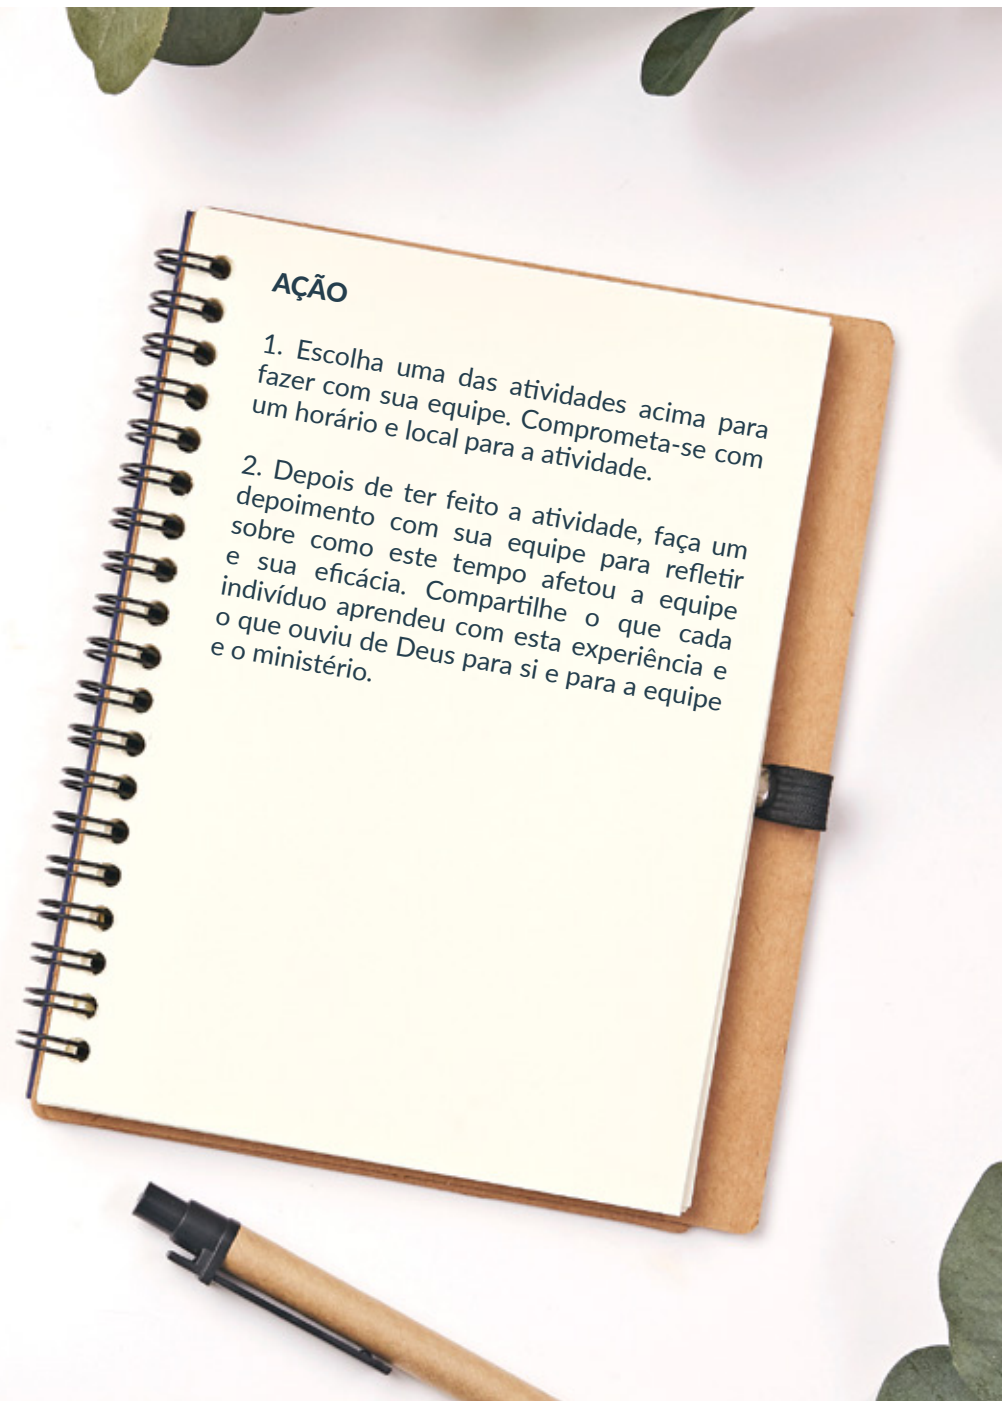 AÇÃO
1. Escolha uma das atividades acima para
fazer com sua equipe. Comprometa-se com
um horário e local para a atividade.
2. Depois de ter feito a atividade, faça um
depoimento com sua equipe para refletir
sobre como este tempo afetou a equipe
e sua eficácia. Compartilhe o que cada
indivíduo aprendeu com esta experiência e
o que ouviu de Deus para si e para a equipe
e o ministério.